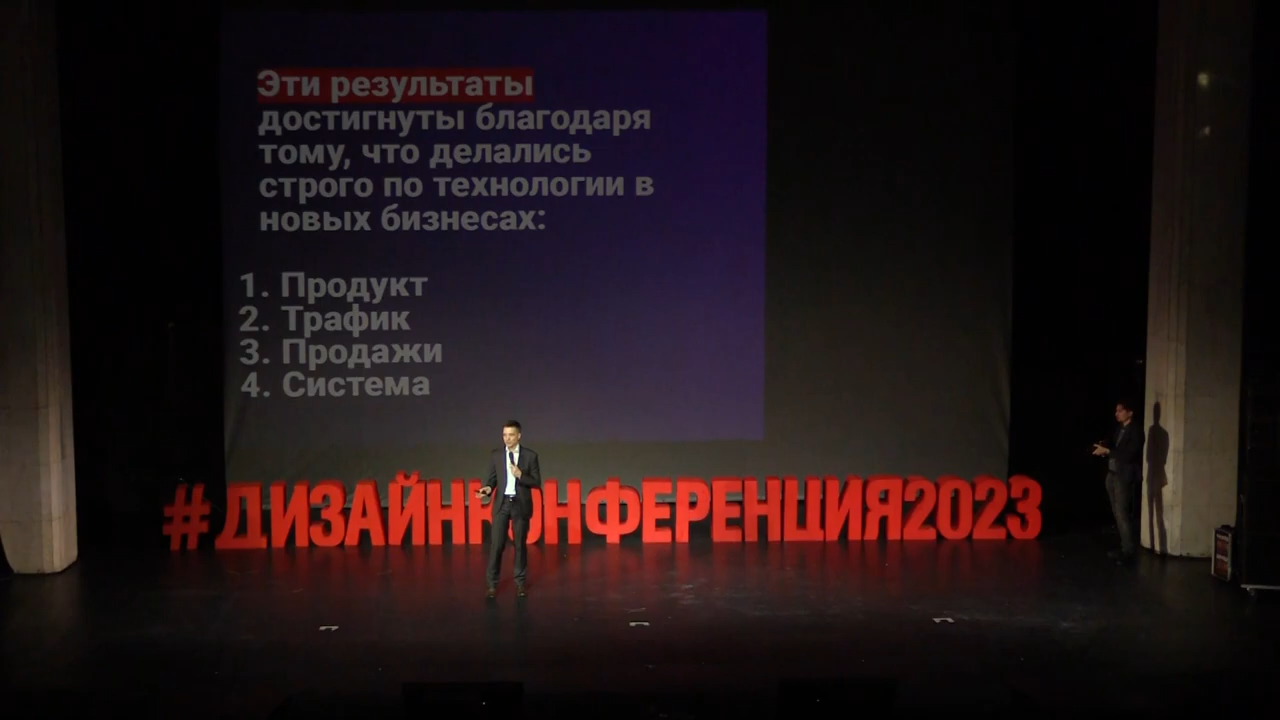 Эти результаты
достигнуты благодаря
тому, что делались
строго по технологии в
новых бизнесах:
1. Продукт
2. Трафик
3. Продажи
4. Система
#ДИЗАЙНКОНФЕРЕНЦИЯ2023